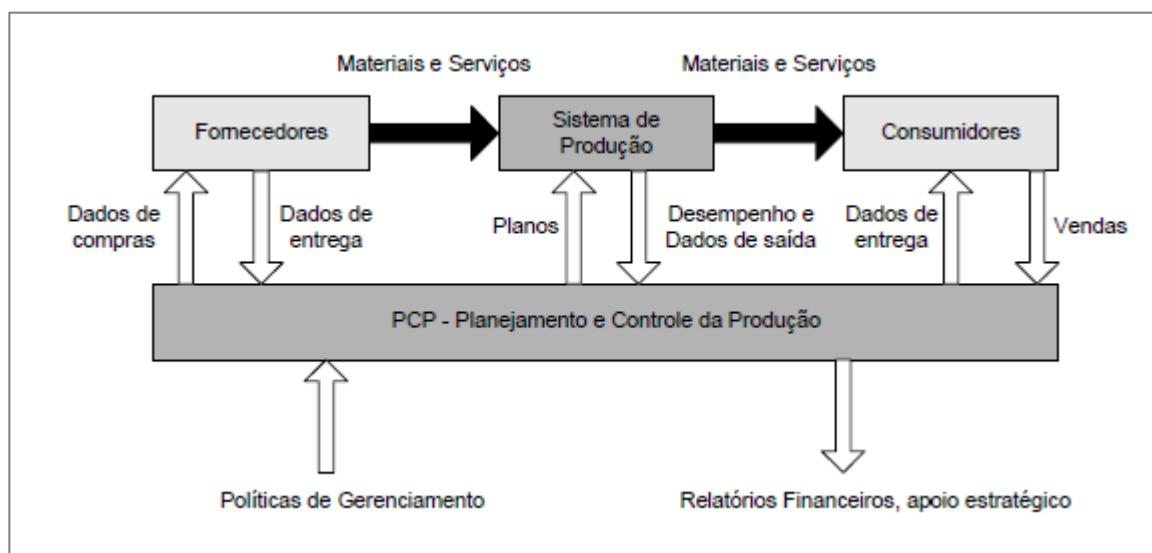 Materiais e Serviços
Materiais e Serviços
Fornecedores
Sistema de
Produção
Consumidores
Dados de
compras
Dados de
entrega
Planos
Desempenho e
Dados de saída
Dados de
entrega
Vendas
PCP - Planejamento e Controle da Produção
Políticas de Gerenciamento
Relatórios Financeiros, apoio estratégico